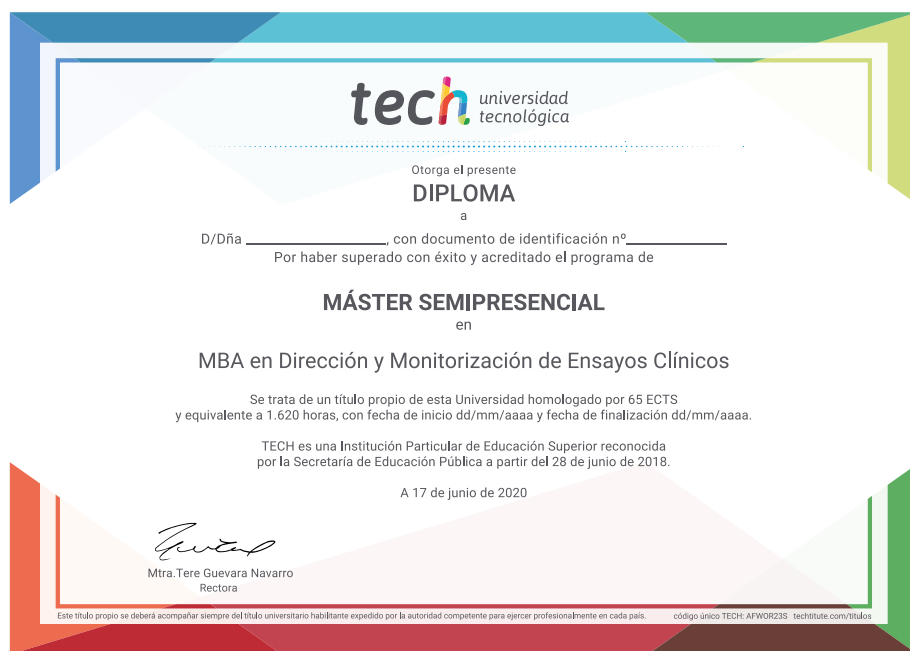 tech universidad
tecnológica
Otorga el presente
DIPLOMA
a
D/Dña ____________________, con documento de identificación nº______________
Por haber superado con éxito y acreditado el programa de
MÁSTER SEMIPRESENCIAL
en
MBA en Dirección y Monitorización de Ensayos Clínicos
Se trata de un título propio de esta Universidad homologado por 65 ECTS
y equivalente a 1.620 horas, con fecha de inicio dd/mm/aaaa y fecha de finalización dd/mm/aaaa.
TECH es una Institución Particular de Educación Superior reconocida
por la Secretaría de Educación Pública a partir del 28 de junio de 2018.
A 17 de junio de 2020
Mtra.Tere Guevara Navarro
Rectora
Este título propio se deberá acompañar siempre del título universitario habilitante expedido por la autoridad competente para ejercer profesionalmente en cada país. código único TECH: AFWOR23S techtitute.com/titulos